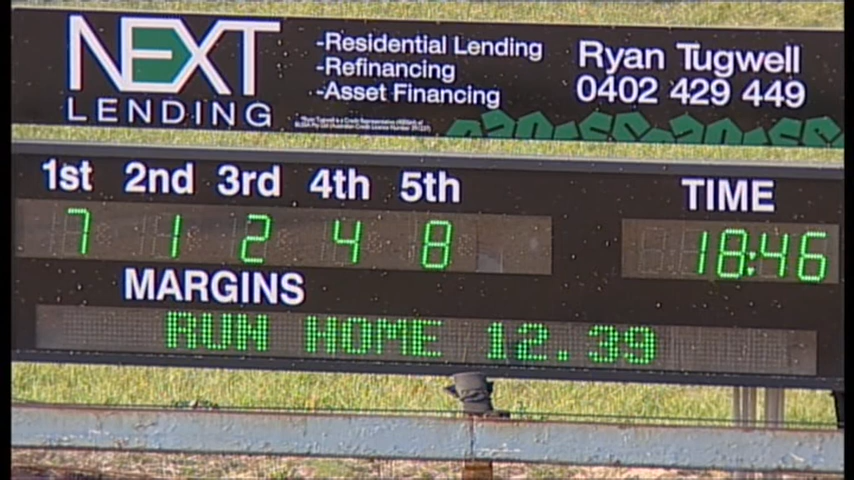 NEXT
LENDING
-Residential Lending
-Refinancing
-Asset Financing
Ryan Tugwell
0402 429 449
1st 2nd 3rd 4th 5th TIME
7 1 2 4 8 18:46
MARGINS
RUN HOME 12.39